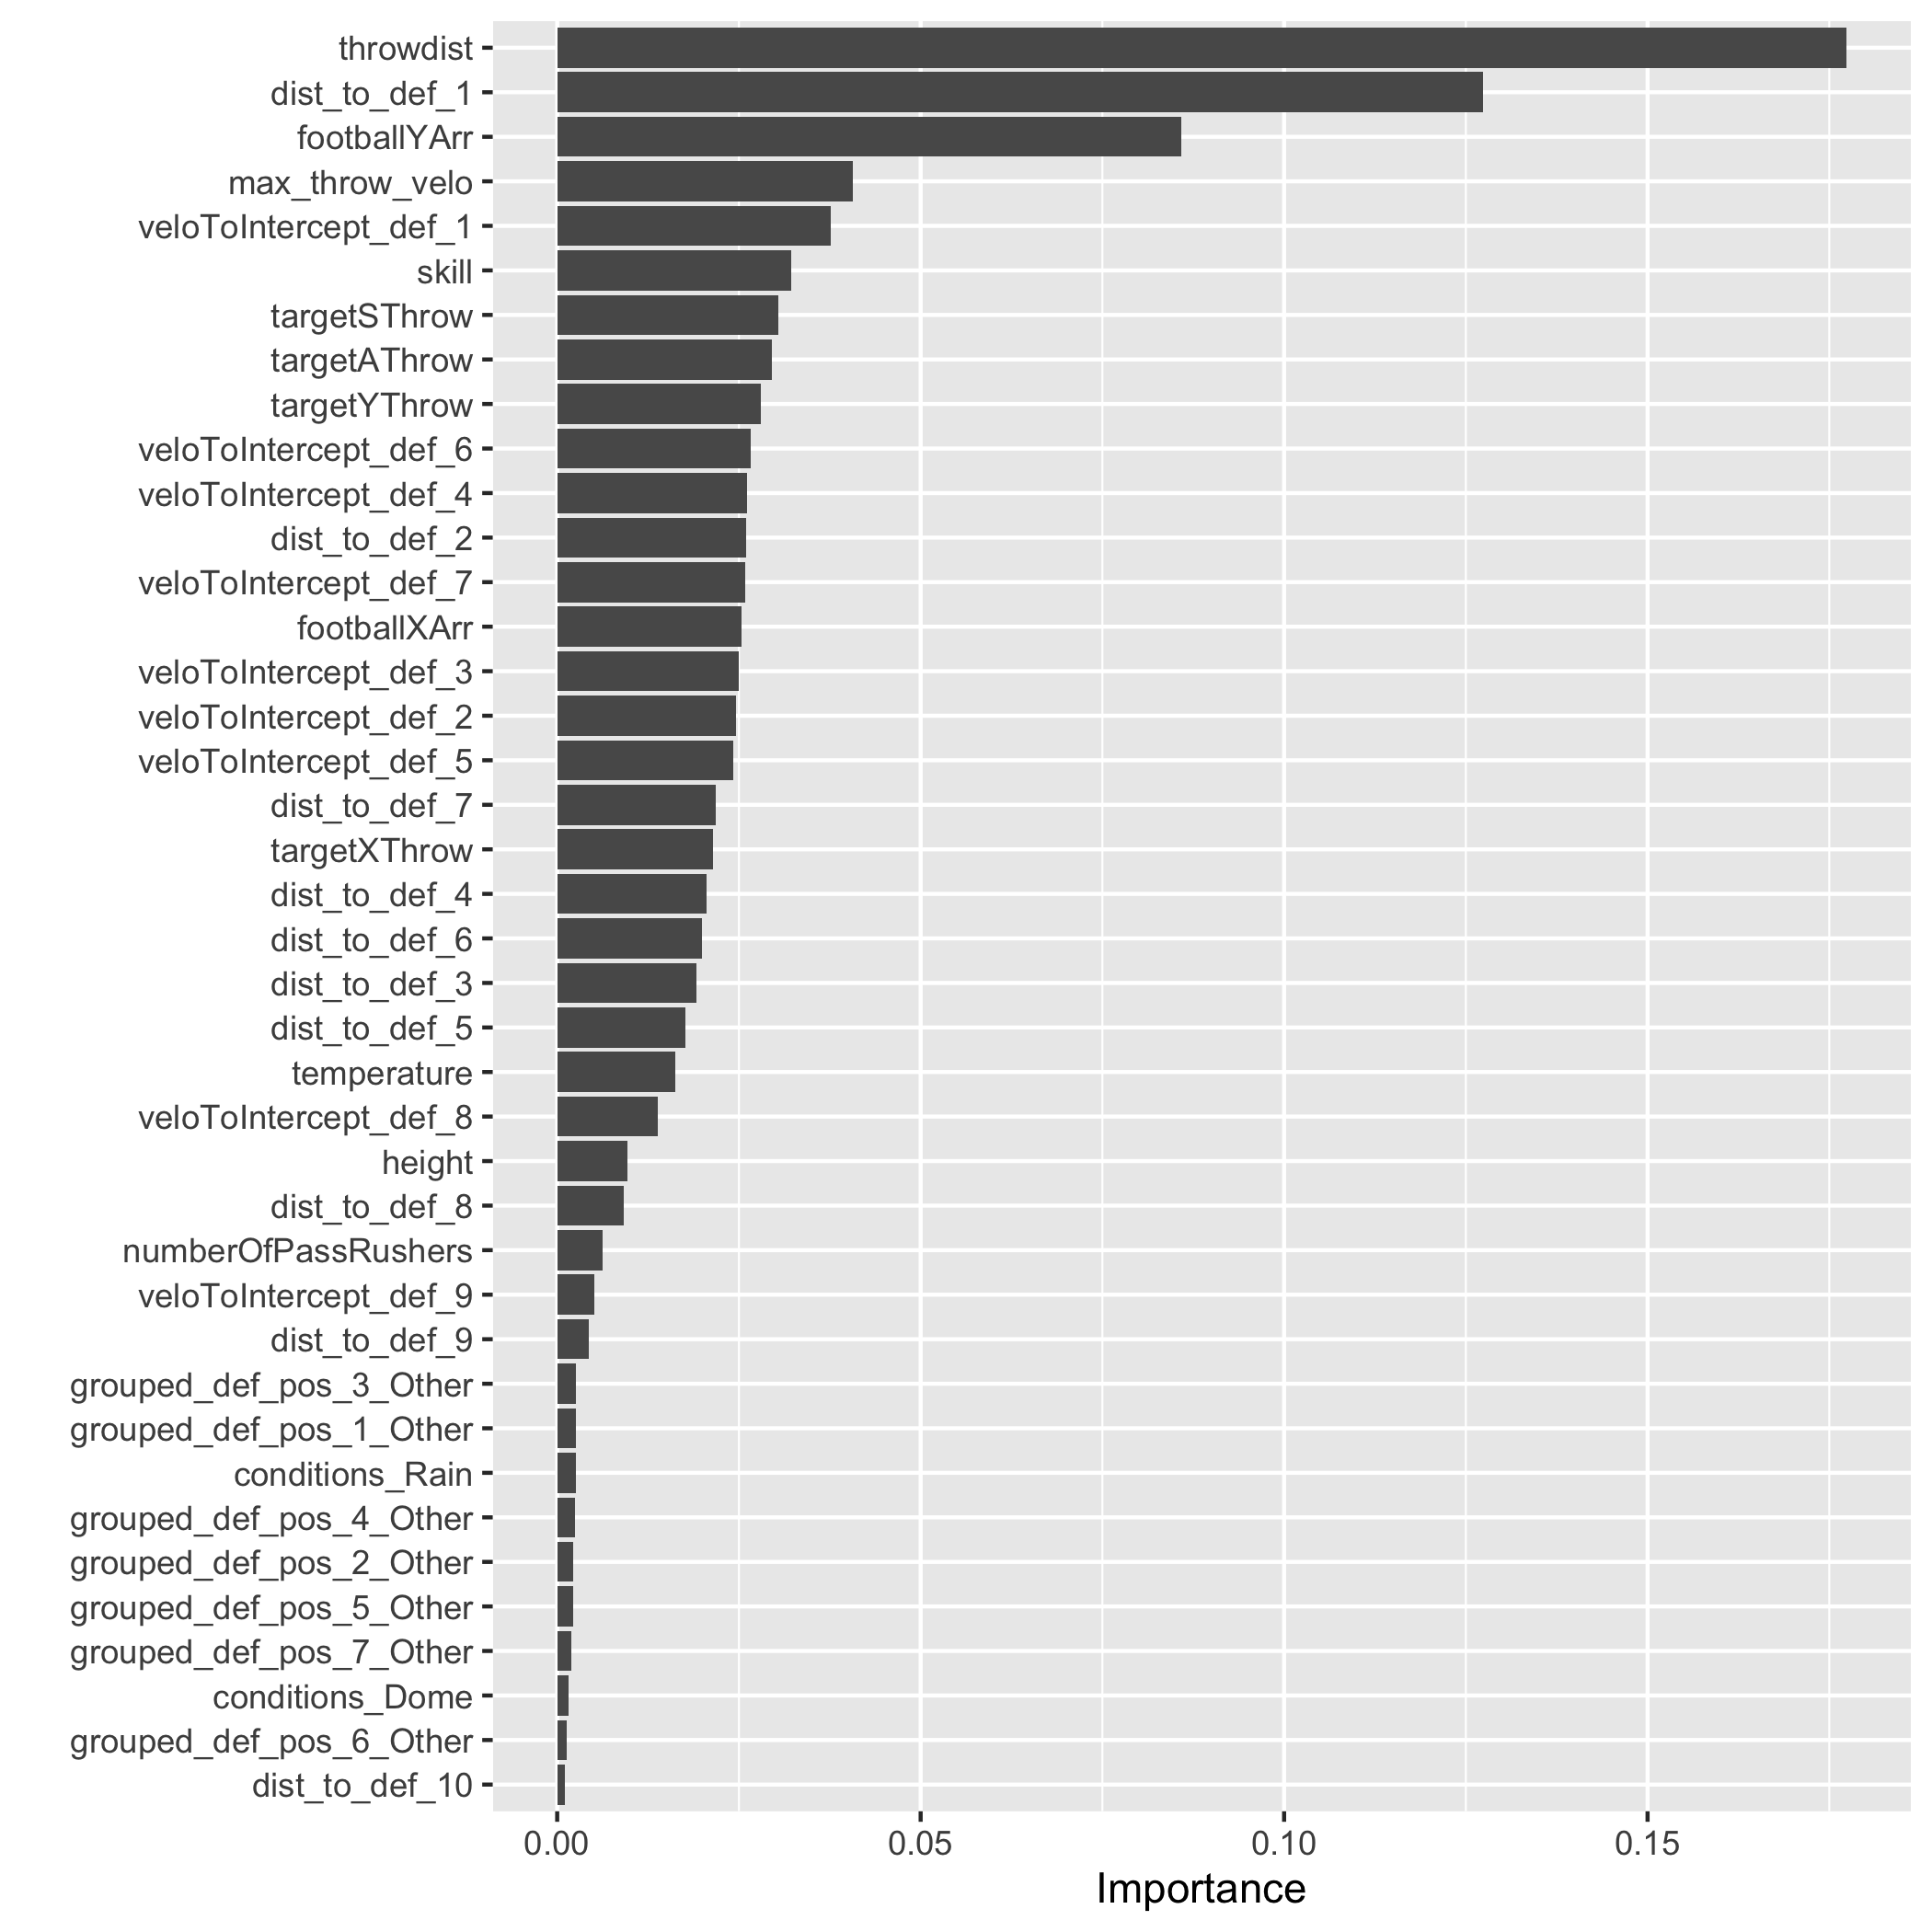 throwdist
dist_to_def_1
footballYArr
max_throw_velo
veloToIntercept_def_1
skill
targetSThrow
targetAThrow
targetYThrow
veloToIntercept_def_6
veloToIntercept_def_4
dist_to_def_2
veloToIntercept_def_7
footballXArr
veloToIntercept_def_3
veloToIntercept_def_2
veloToIntercept_def_5
dist_to_def_7
targetXThrow
dist_to_def_4
dist_to_def_6
dist_to_def_3
dist_to_def_5
temperature
veloToIntercept_def_8
height
dist_to_def_8
numberOfPassRushers
veloToIntercept_def_9
dist_to_def_9
grouped_def_pos_3_Other
grouped_def_pos_1_Other
conditions_Rain
grouped_def_pos_4_Other
grouped_def_pos_2_Other
grouped_def_pos_5_Other
grouped_def_pos_7_Other
conditions_Dome
grouped_def_pos_6_Other
dist_to_def_10
0.00 0.05 0.10 0.15
Importance